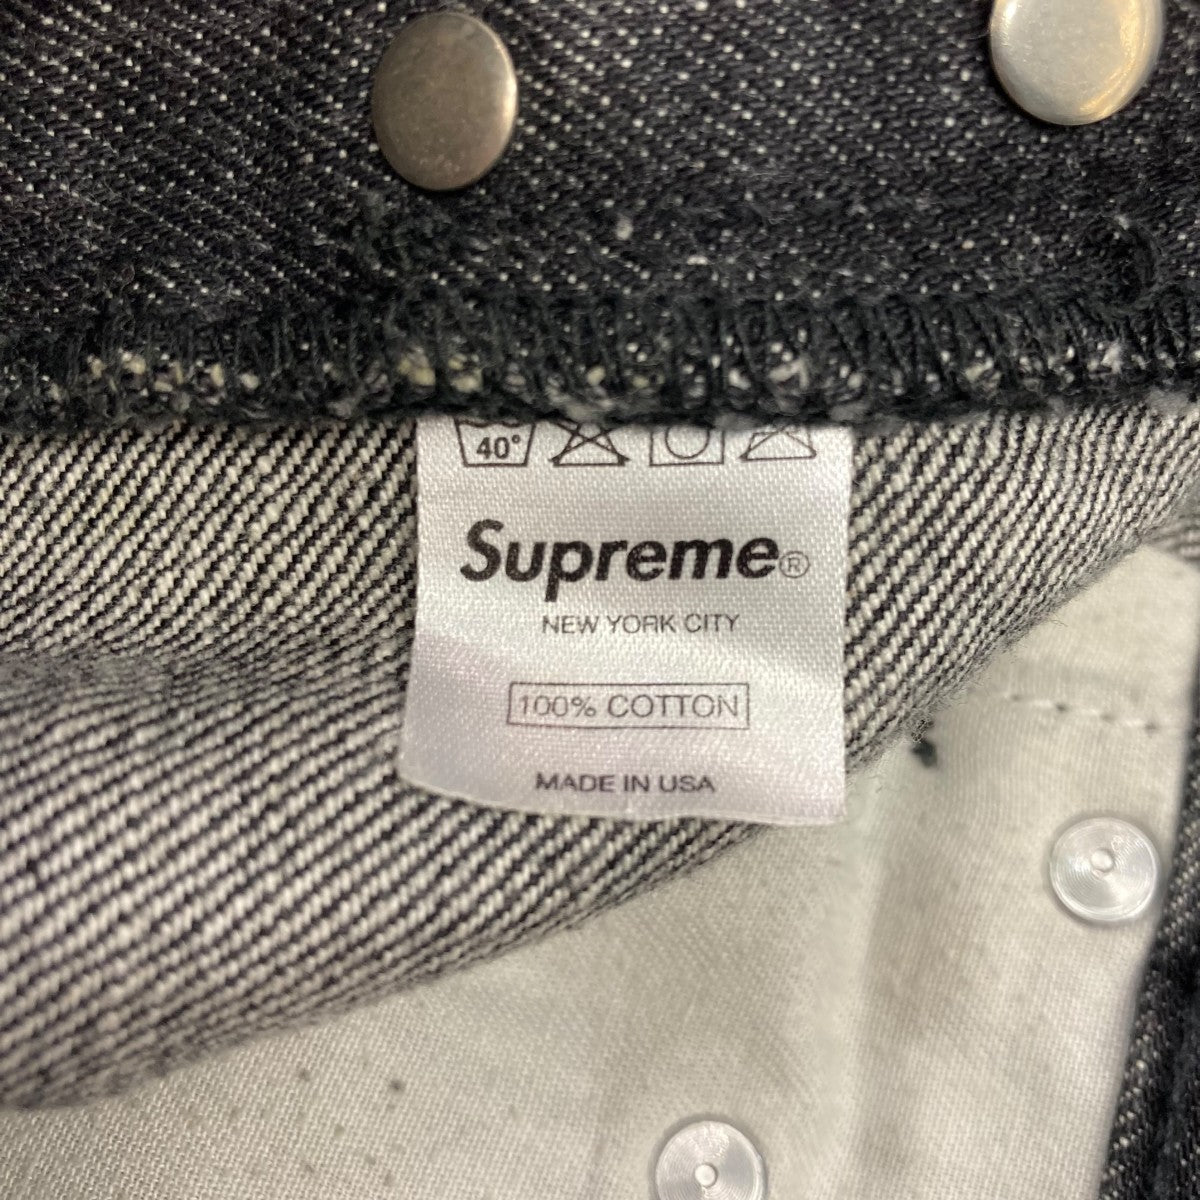 40°
Supreme®
NEW YORK CITY
100% COTTON
MADE IN USA